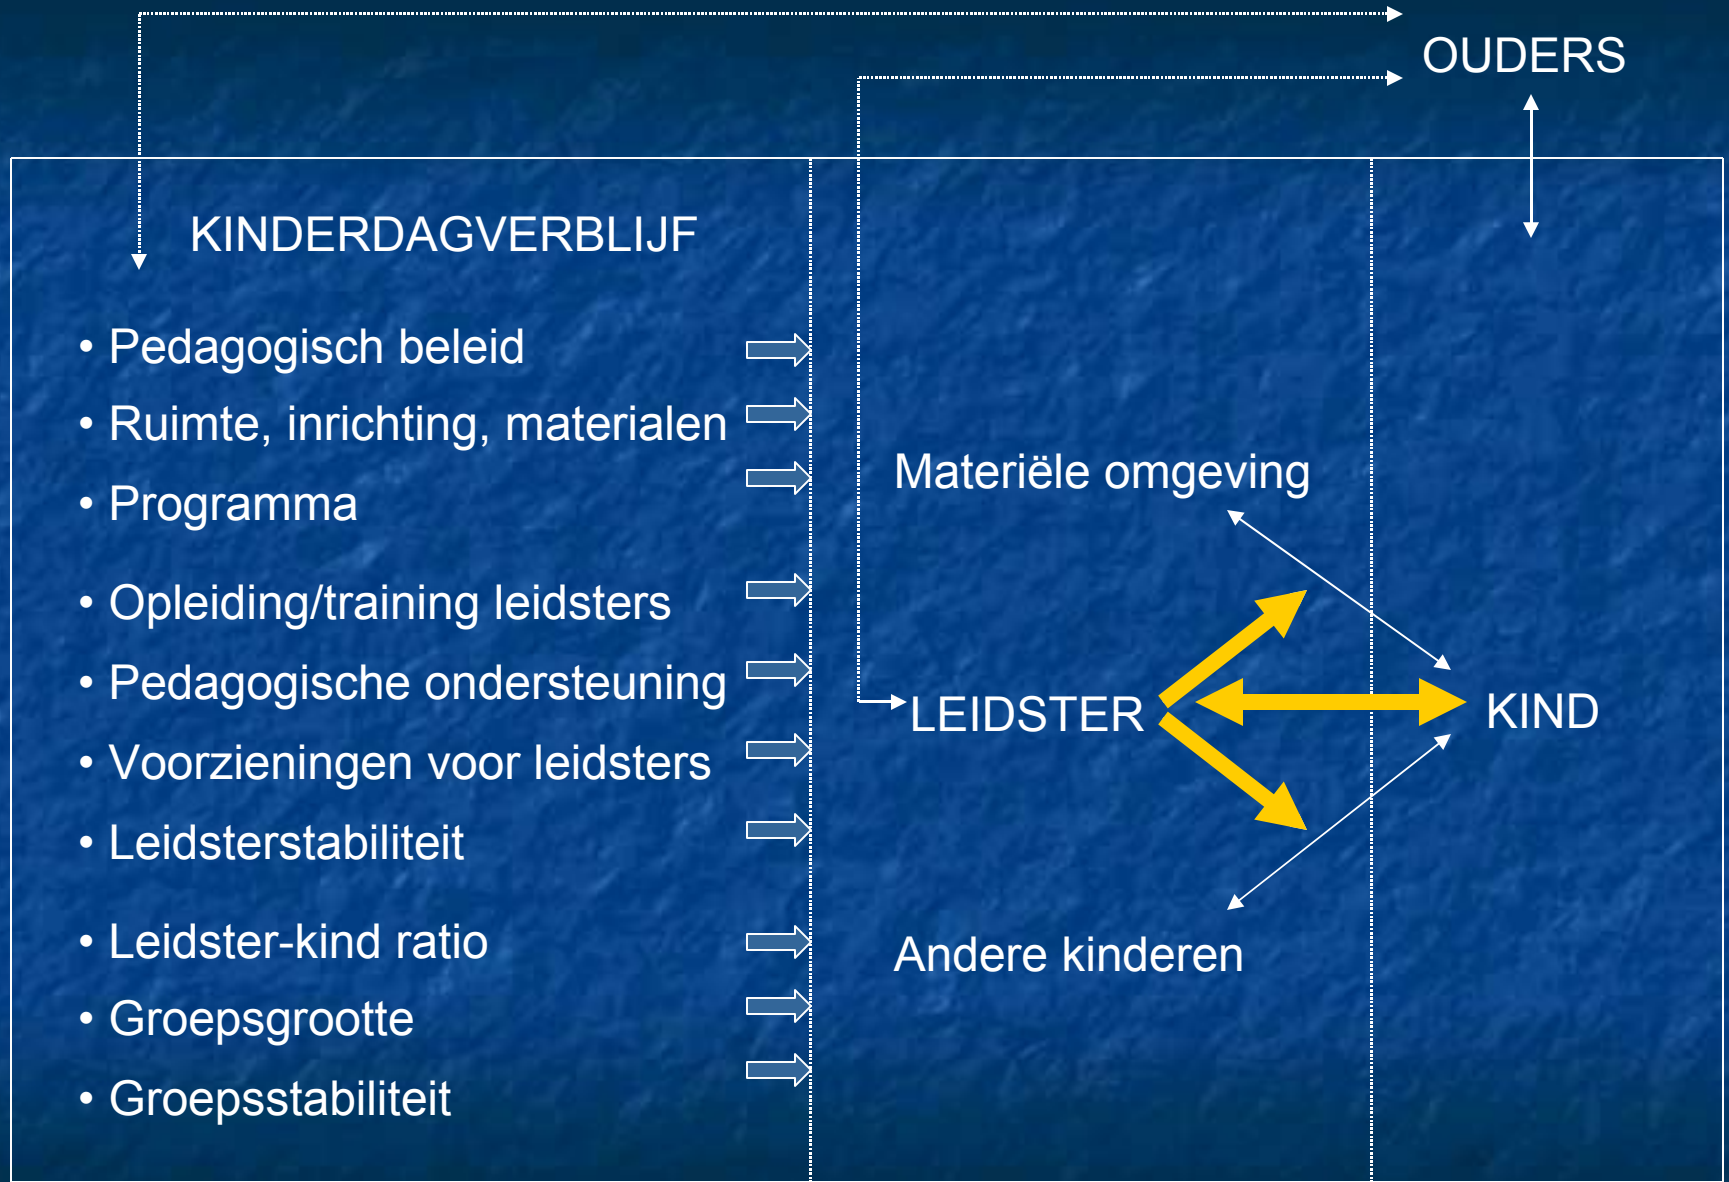 OUDERS
KINDERDAGVERBLIJF
• Pedagogisch beleid
• Ruimte, inrichting, materialen
• Programma
• Opleiding/training leidsters
• Pedagogische ondersteuning
• Voorzieningen voor leidsters
• Leidsterstabiliteit
• Leidster-kind ratio
• Groepsgrootte
• Groepsstabiliteit
Materiële omgeving
LEIDSTER
Andere kinderen
KIND